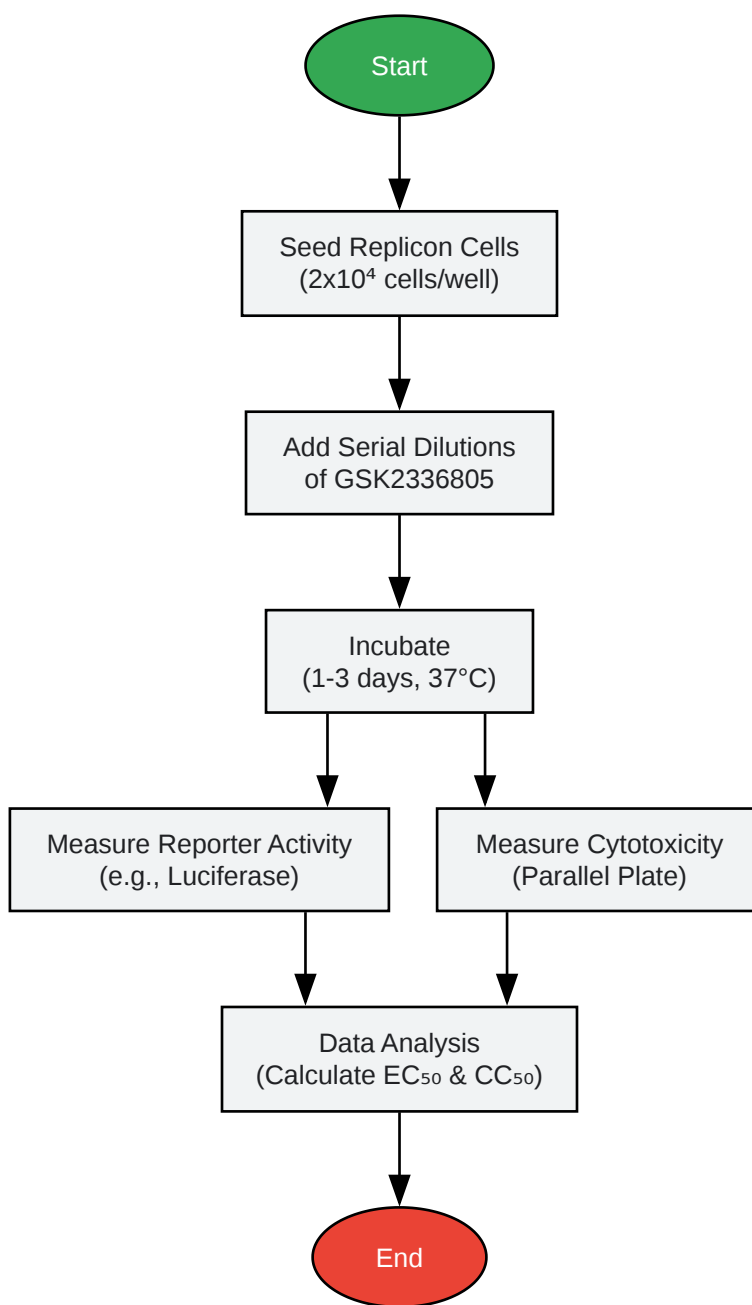 Start
Seed Replicon Cells
(2x10⁴ cells/well)
Add Serial Dilutions
of GSK2336805
Incubate
(1-3 days, 37°C)
Measure Reporter Activity
(e.g., Luciferase)
Measure Cytotoxicity
(Parallel Plate)
Data Analysis
(Calculate EC₅₀ & CC₅₀)
End